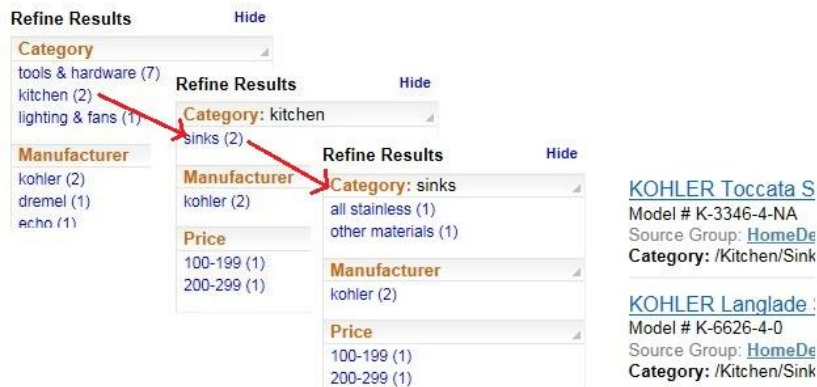 Refine Results Hide
Category
tools & hardware (7)
kitchen (2)
lighting & fans (1)
Manufacturer
kohler (2)
dremel (1)
echo (1)
Refine Results Hide
Category: kitchen
sinks (2)
Manufacturer
kohler (2)
Price
100-199 (1)
200-299 (1)
Refine Results Hide
Category: sinks
all stainless (1)
other materials (1)
Manufacturer
kohler (2)
Price
100-199 (1)
200-299 (1)
KOHLER Toccata S
Model # K-3346-4-NA
Source Group: HomeDe
Category: /Kitchen/Sink
KOHLER Langlade
Model # K-6626-4-0
Source Group: HomeDe
Category: /Kitchen/Sink